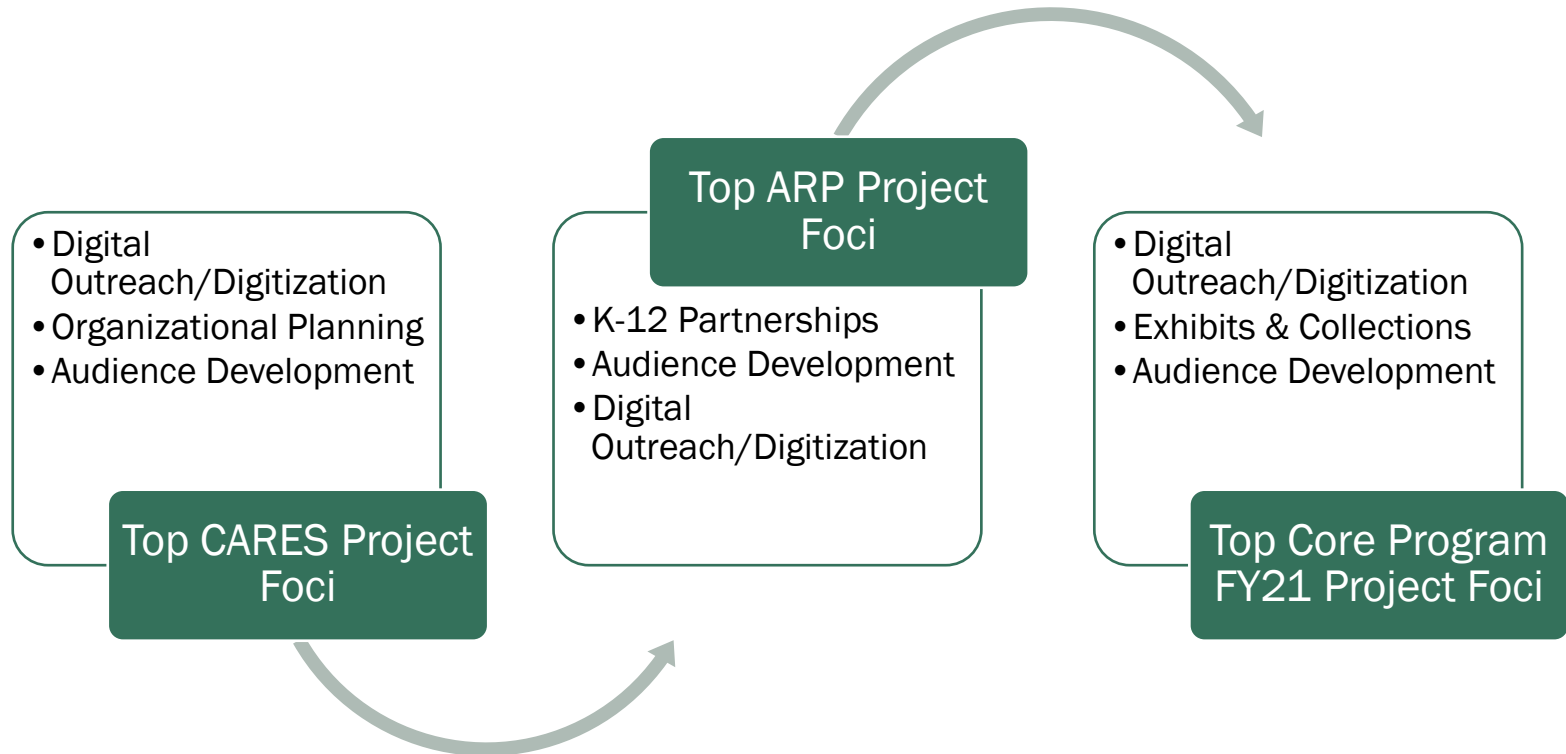 • Digital
Outreach/Digitization
• Organizational Planning
• Audience Development
Top CARES Project
Foci
Top ARP Project
Foci
• K-12 Partnerships
• Audience Development
• Digital
Outreach/Digitization
• Digital
Outreach/Digitization
• Exhibits & Collections
• Audience Development
Top Core Program
FY21 Project Foci